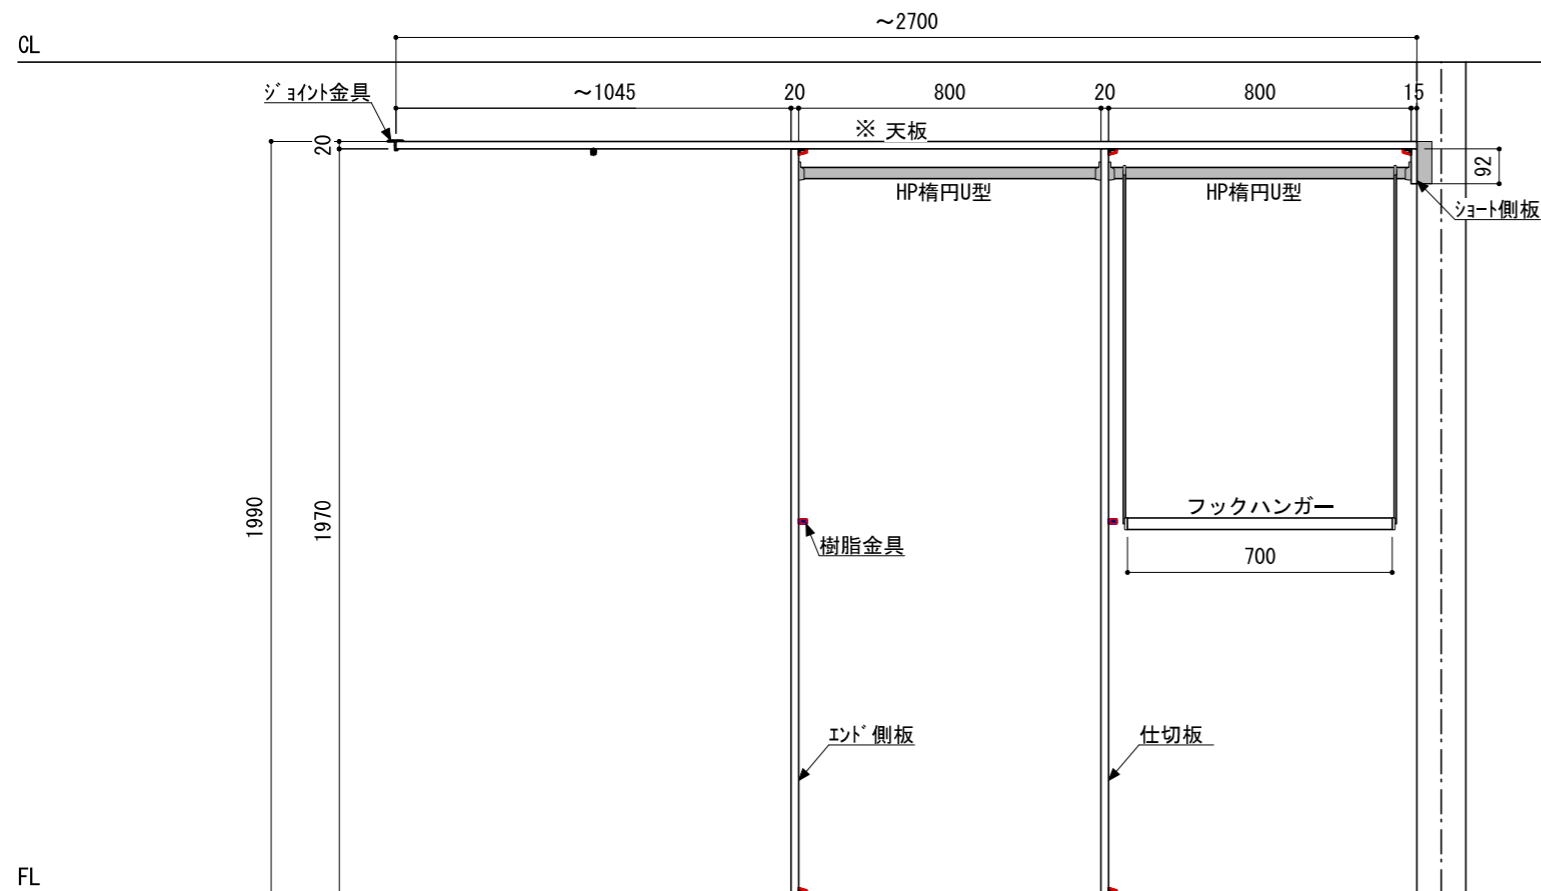 ~2700
CL
ジョイント金具
~1045
20
800
20
800
15
※ 天板
20
92
HP楕円U型
HP楕円U型
ショート側板
1990
1970
フックハンガー
樹脂金具
700
エンド側板
仕切板
FL